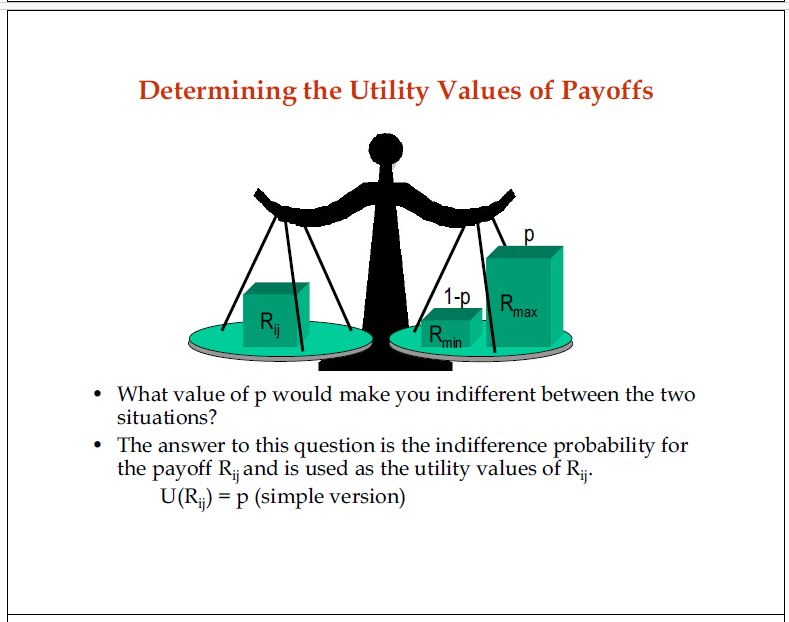 Determining the Utility Values of Payoffs
p
1-p
Rij
Rmin
Rmax
• What value of p would make you indifferent between the two
situations?
• The answer to this question is the indifference probability for
the payoff Rij and is used as the utility values of Rij.
U(Rij) = p (simple version)